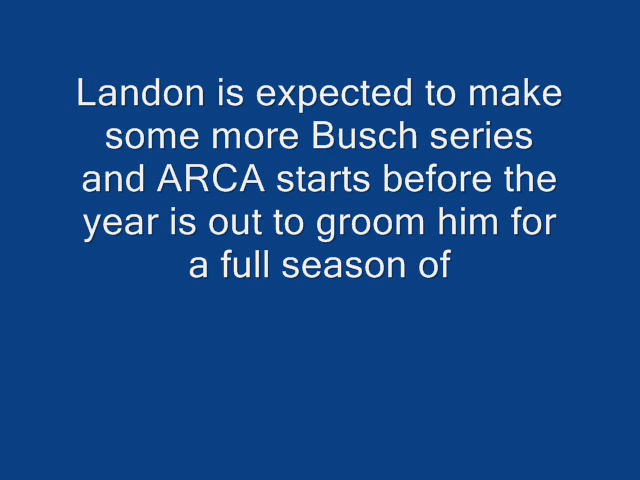 Landon is expected to make
some more Busch series
and ARCA starts before the
year is out to groom him for
a full season of